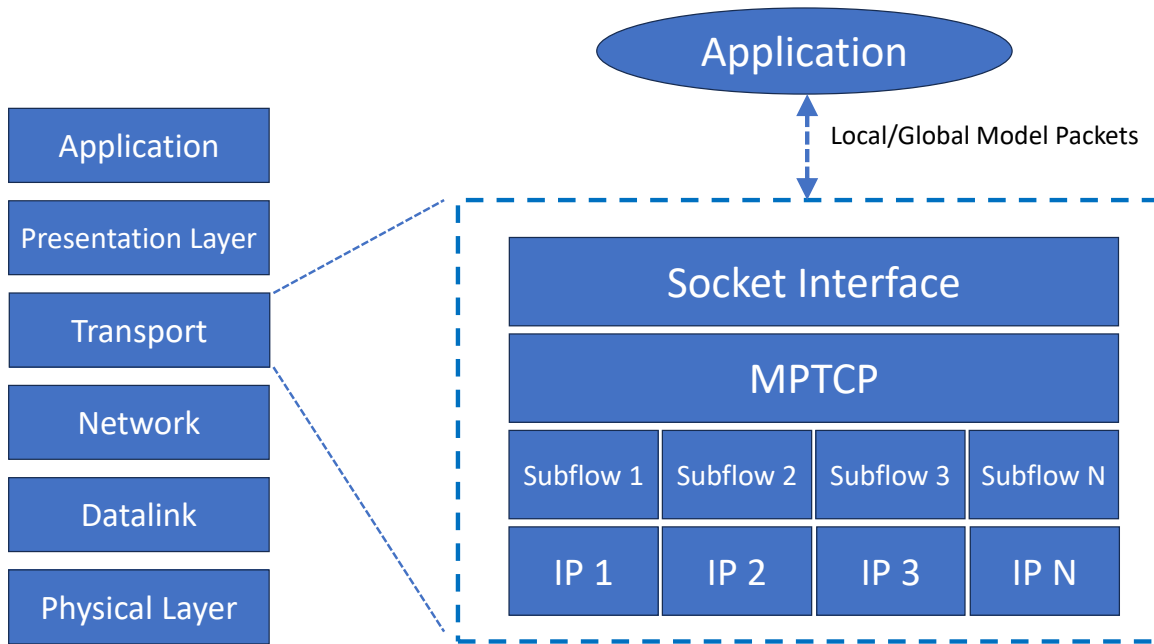 Application
Presentation Layer
Transport
Network
Datalink
Physical Layer
Application
Local/Global Model Packets
Socket Interface
MPTCP
Subflow 1
Subflow 2
Subflow 3
Subflow N
IP 1
IP 2
IP 3
IP N